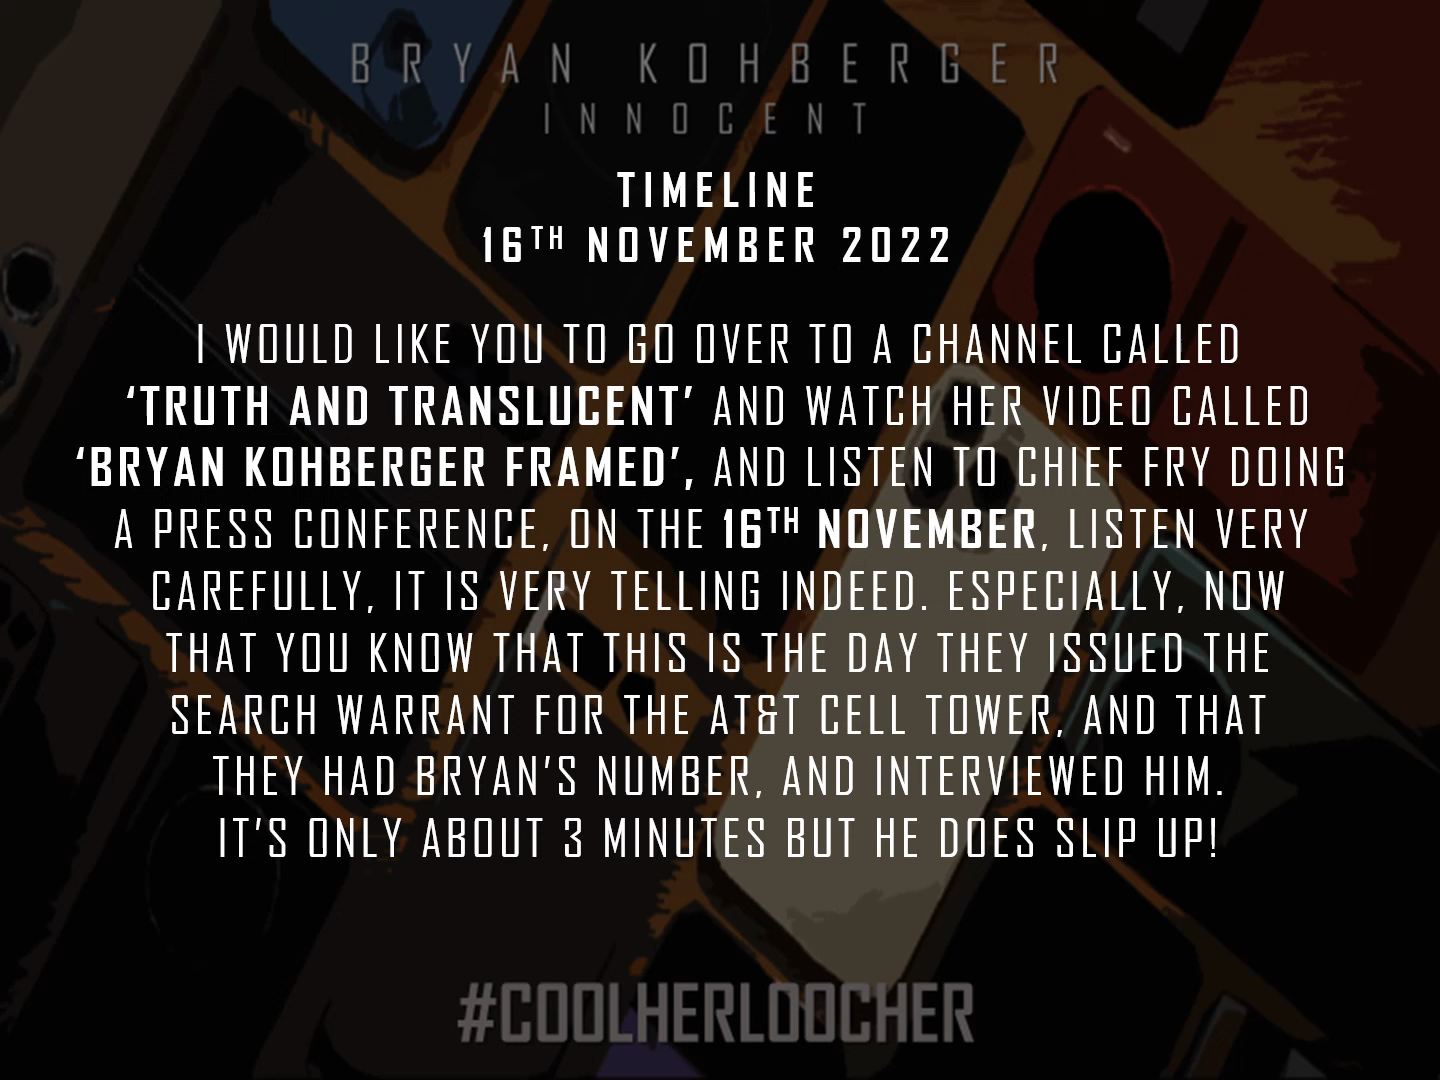 BRYAN KOHBERGER
INNOCENT
TIMELINE
16TH NOVEMBER 2022
I WOULD LIKE YOU TO GO OVER TO A CHANNEL CALLED
‘TRUTH AND TRANSLUCENT’ AND WATCH HER VIDEO CALLED
‘BRYAN KOHBERGER FRAMED’, AND LISTEN TO CHIEF FRY DOING
A PRESS CONFERENCE, ON THE 16TH NOVEMBER, LISTEN VERY
CAREFULLY, IT IS VERY TELLING INDEED. ESPECIALLY, NOW
THAT YOU KNOW THAT THIS IS THE DAY THEY ISSUED THE
SEARCH WARRANT FOR THE AT&T CELL TOWER, AND THAT
THEY HAD BRYAN’S NUMBER, AND INTERVIEWED HIM.
IT’S ONLY ABOUT 3 MINUTES BUT HE DOES SLIP UP!
#COOLHERLOOCHER